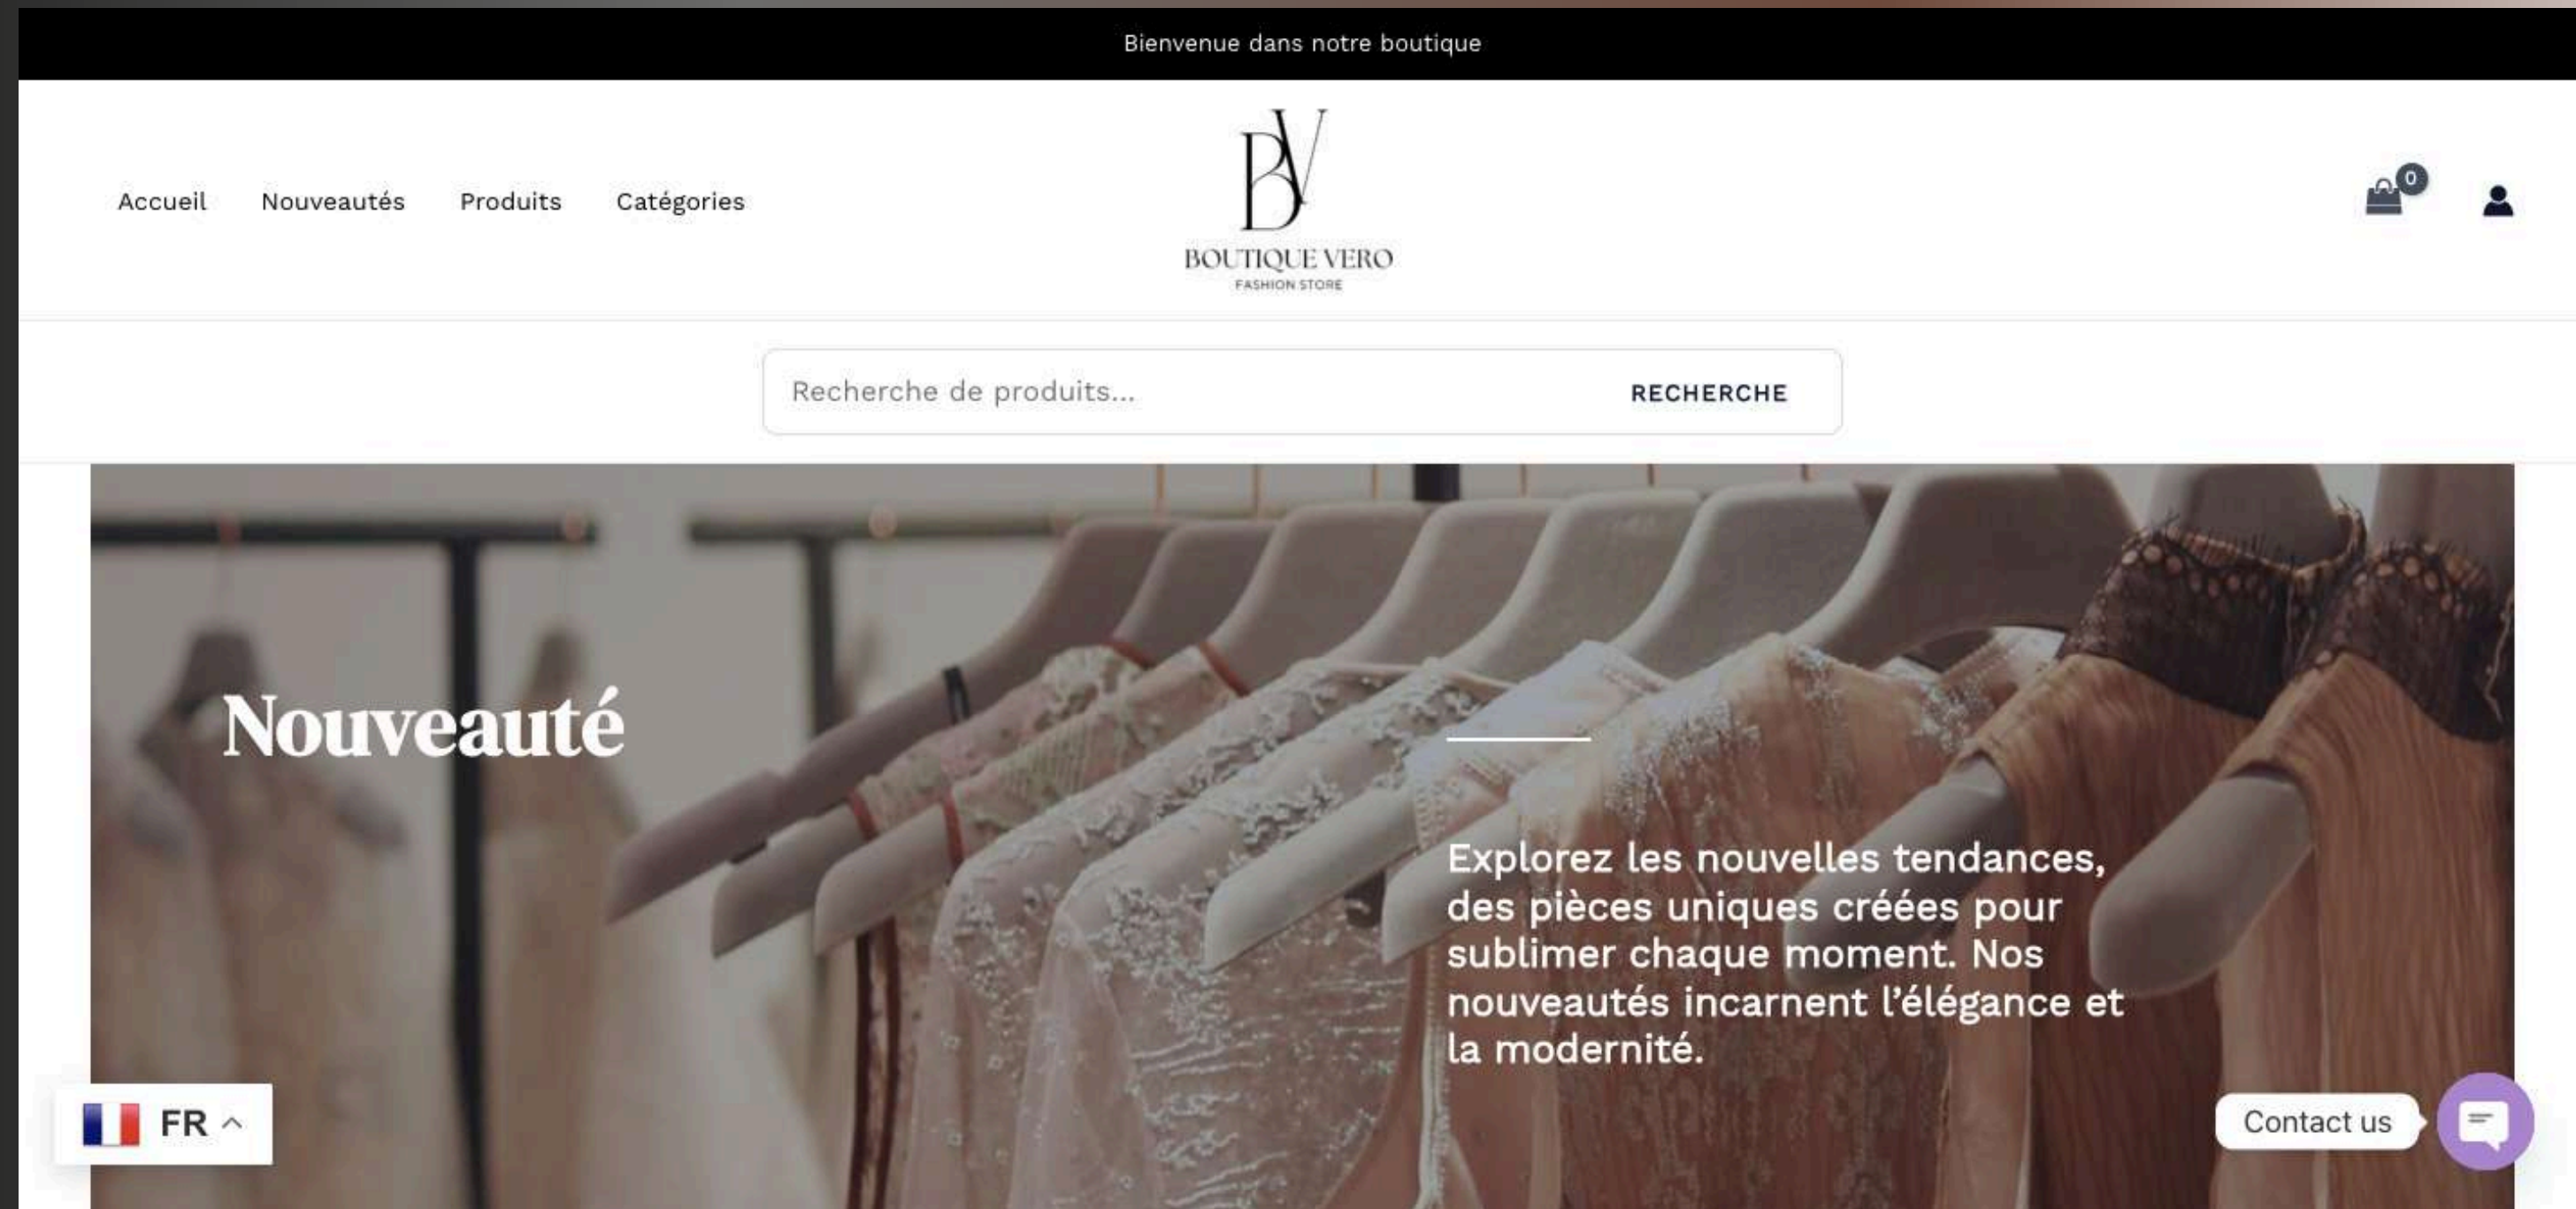 Bienvenue dans notre boutique
Accueil Nouveautés Produits Catégories
BV
BOUTIQUE VERO
FASHION STORE
0
Recherche de produits... RECHERCHE
Nouveauté
Explorez les nouvelles tendances,
des pièces uniques créées pour
sublimer chaque moment. Nos
nouveautés incarnent l’élégance et
la modernité.
FR
Contact us